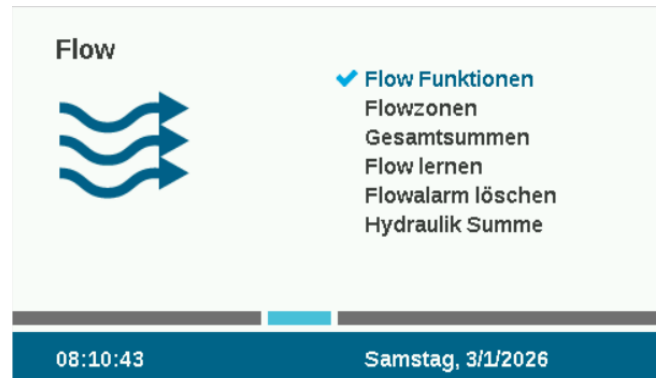 Flow
Flow Funktionen
Flowzonen
Gesamtsummen
Flow lernen
Flowalarm löschen
Hydraulik Summe
08:10:43
Samstag, 3/1/2026